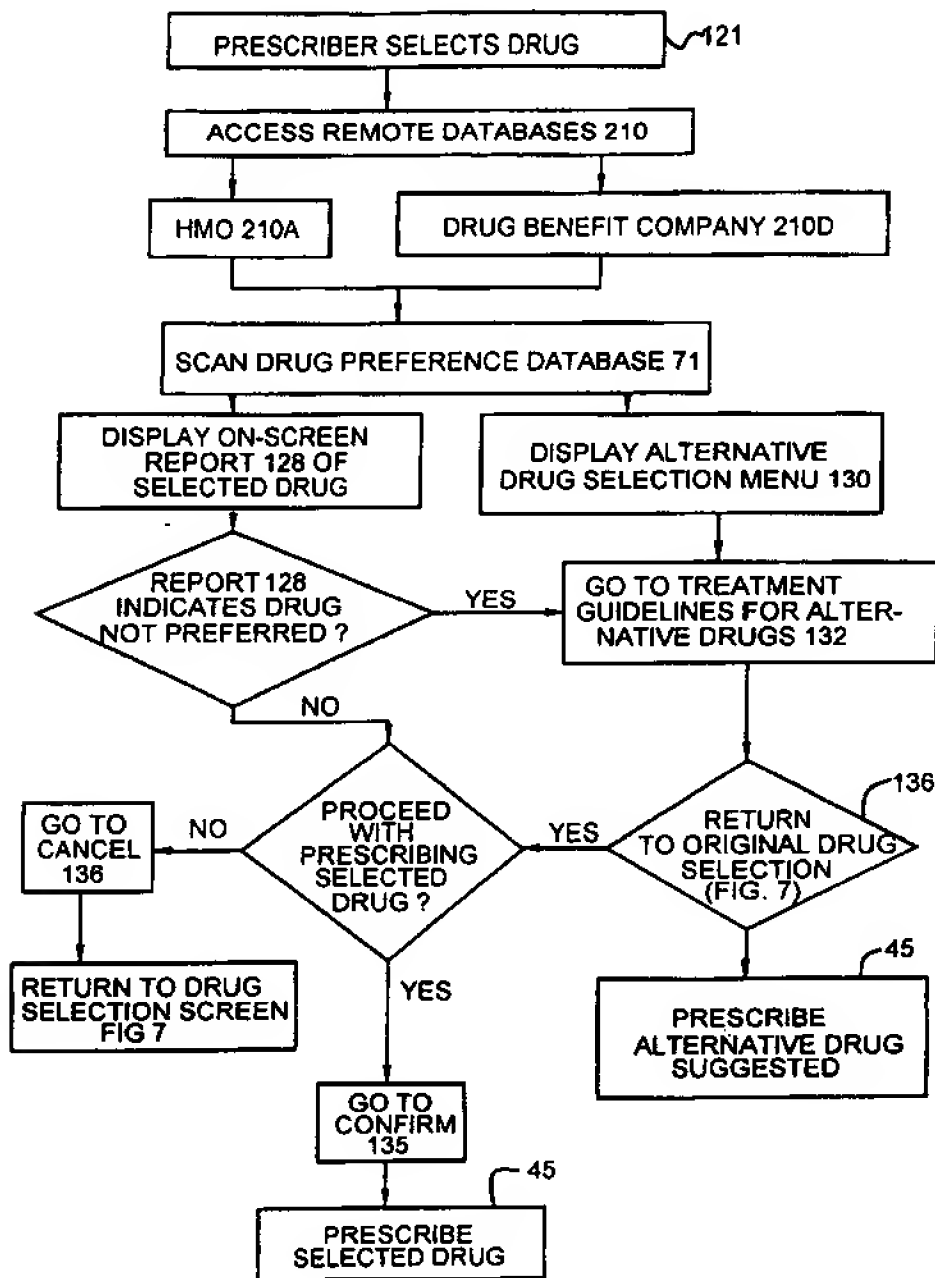 PRESCRIBER SELECTS DRUG
121
ACCESS REMOTE DATABASES 210
HMO 210A
DRUG BENEFIT COMPANY 210D
SCAN DRUG PREFERENCE DATABASE 71
DISPLAY ON-SCREEN
REPORT 128 OF
SELECTED DRUG
DISPLAY ALTERNATIVE
DRUG SELECTION MENU 130
REPORT 128
INDICATES DRUG
NOT PREFERRED ?
YES
GO TO TREATMENT
GUIDELINES FOR ALTER-
NATIVE DRUGS 132
NO
136
RETURN
TO ORIGINAL DRUG
SELECTION
(FIG. 7)
YES
PROCEED
WITH
PRESCRIBING
SELECTED
DRUG ?
NO
GO TO
CANCEL
136
RETURN TO DRUG
SELECTION SCREEN
FIG 7
YES
45
PRESCRIBE
ALTERNATIVE DRUG
SUGGESTED
GO TO
CONFIRM
135
45
PRESCRIBE
SELECTED DRUG